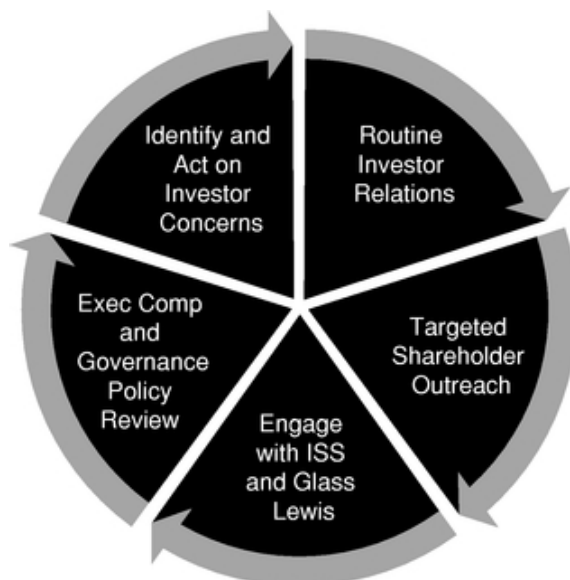 Identify and
Act on
Investor
Concerns
Routine
Investor
Relations
Targeted
Shareholder
Outreach
Engage
with ISS
and Glass
Lewis
Exec Comp
and
Governance
Policy
Review